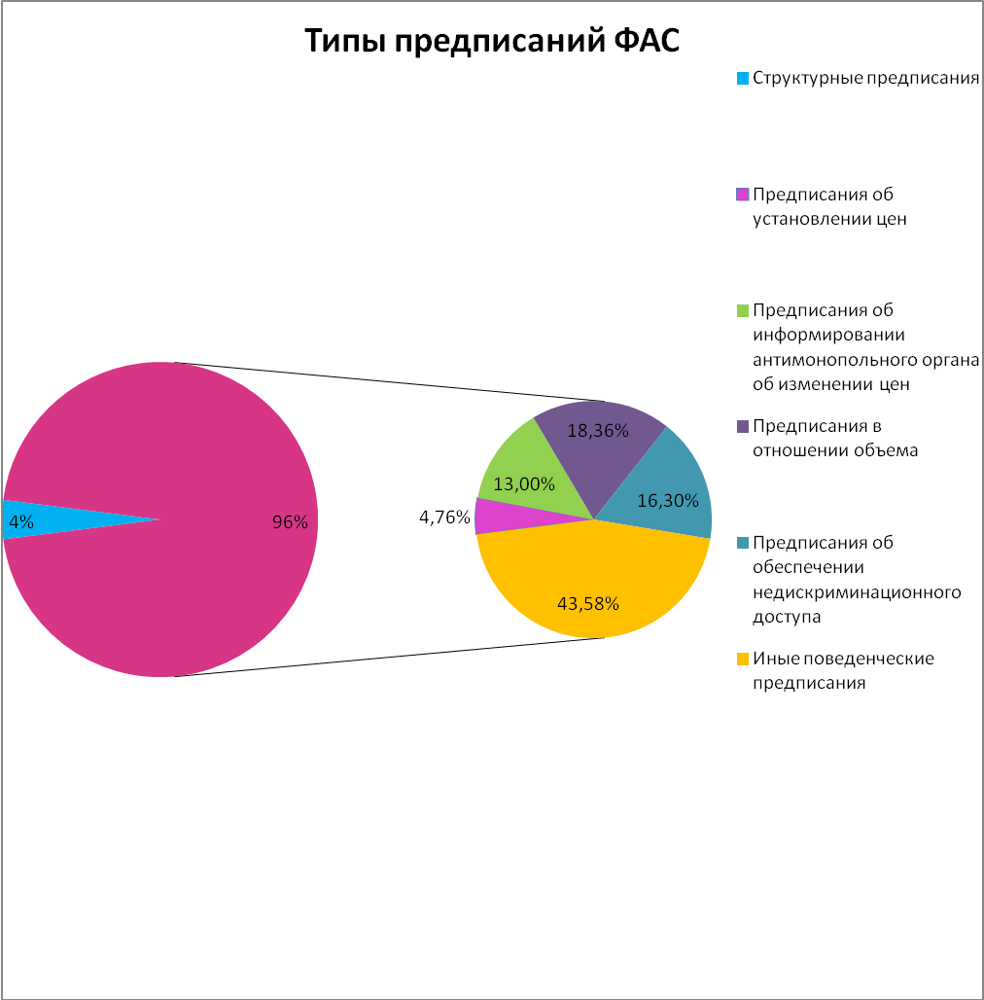 Типы предписаний ФАС
Структурные предписания
Предписания об
установлении цен
Предписания об
информировании
антимонопольного органа
об изменении цен
Предписания в
отношении объема
Предписания об
обеспечении
недискриминационного
доступа
Иные поведенческие
предписания
4%
96%
18,36%
13,00%
16,30%
4,76%
43,58%